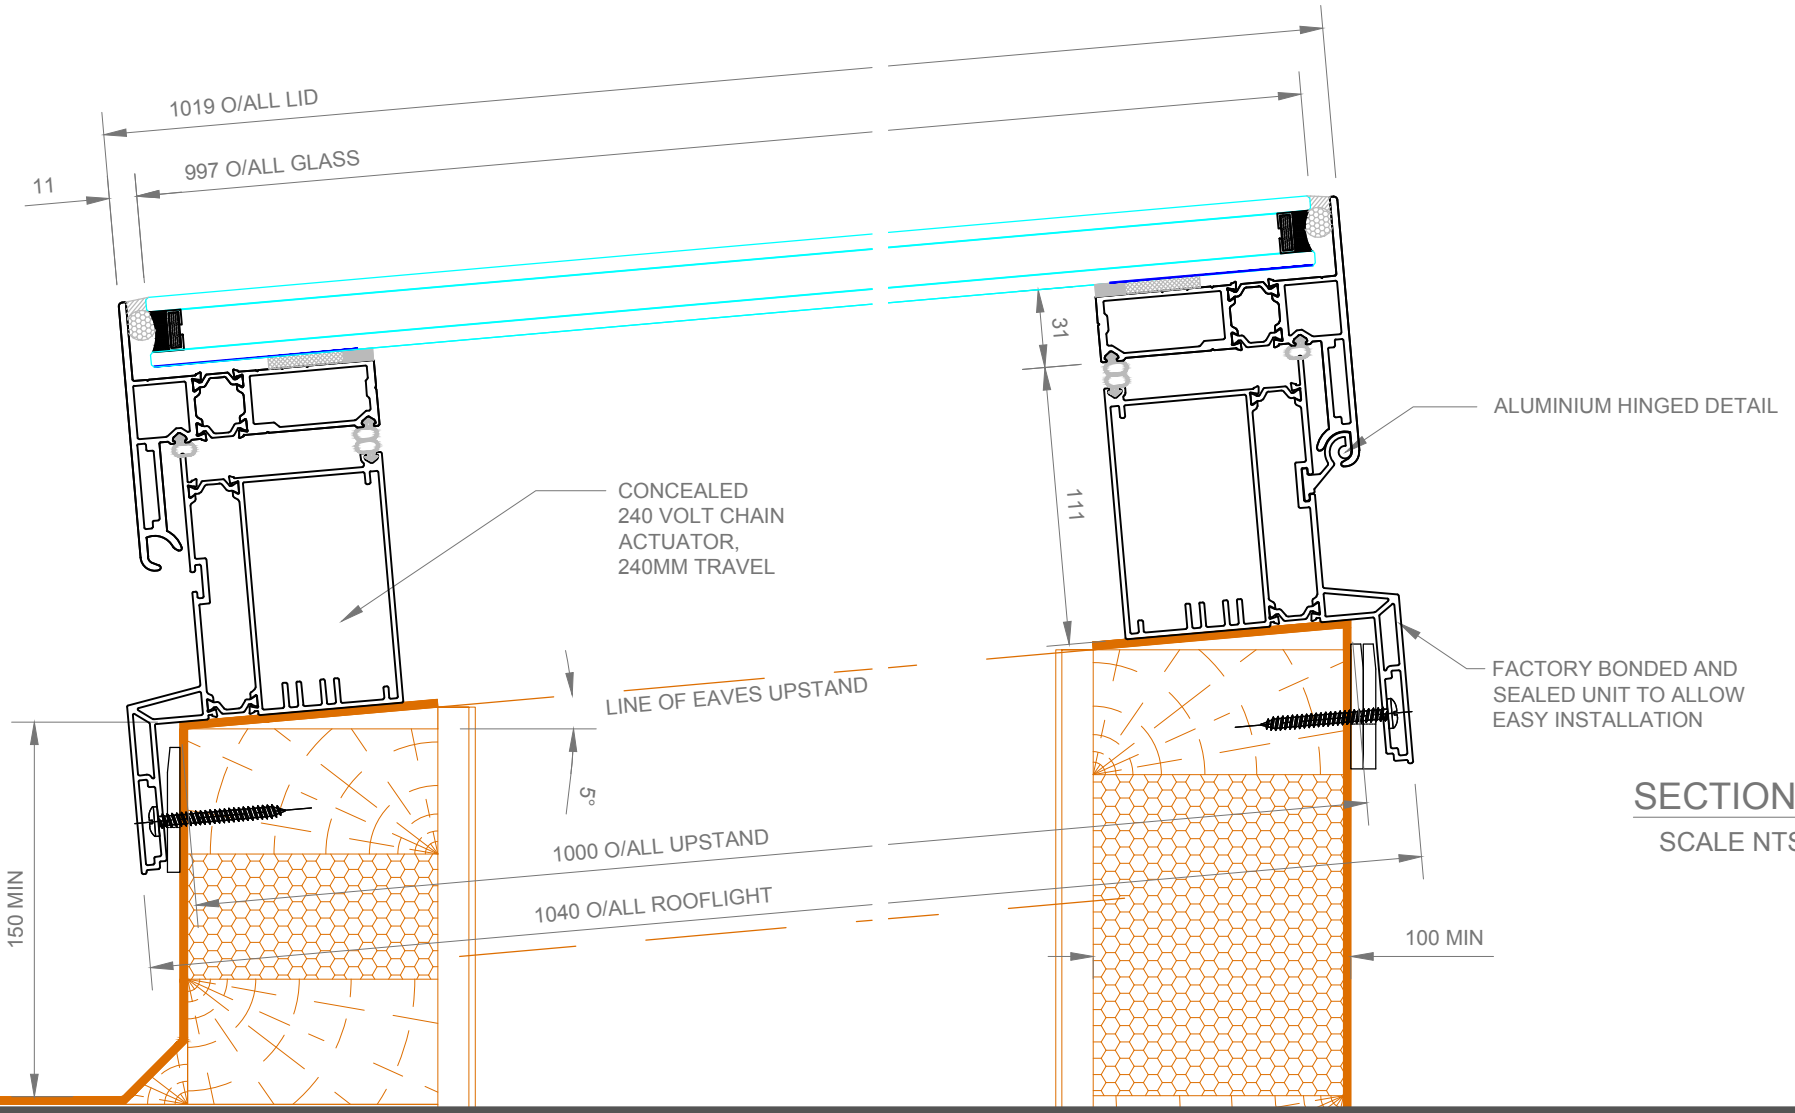 1019 O/ALL LID
997 O/ALL GLASS
11
31
ALUMINIUM HINGED DETAIL
CONCEALED
240 VOLT CHAIN
ACTUATOR,
240MM TRAVEL
111
FACTORY BONDED AND
SEALED UNIT TO ALLOW
EASY INSTALLATION
LINE OF EAVES UPSTAND
5°
SECTION
SCALE NTS
1000 O/ALL UPSTAND
1040 O/ALL ROOFLIGHT
150 MIN
100 MIN